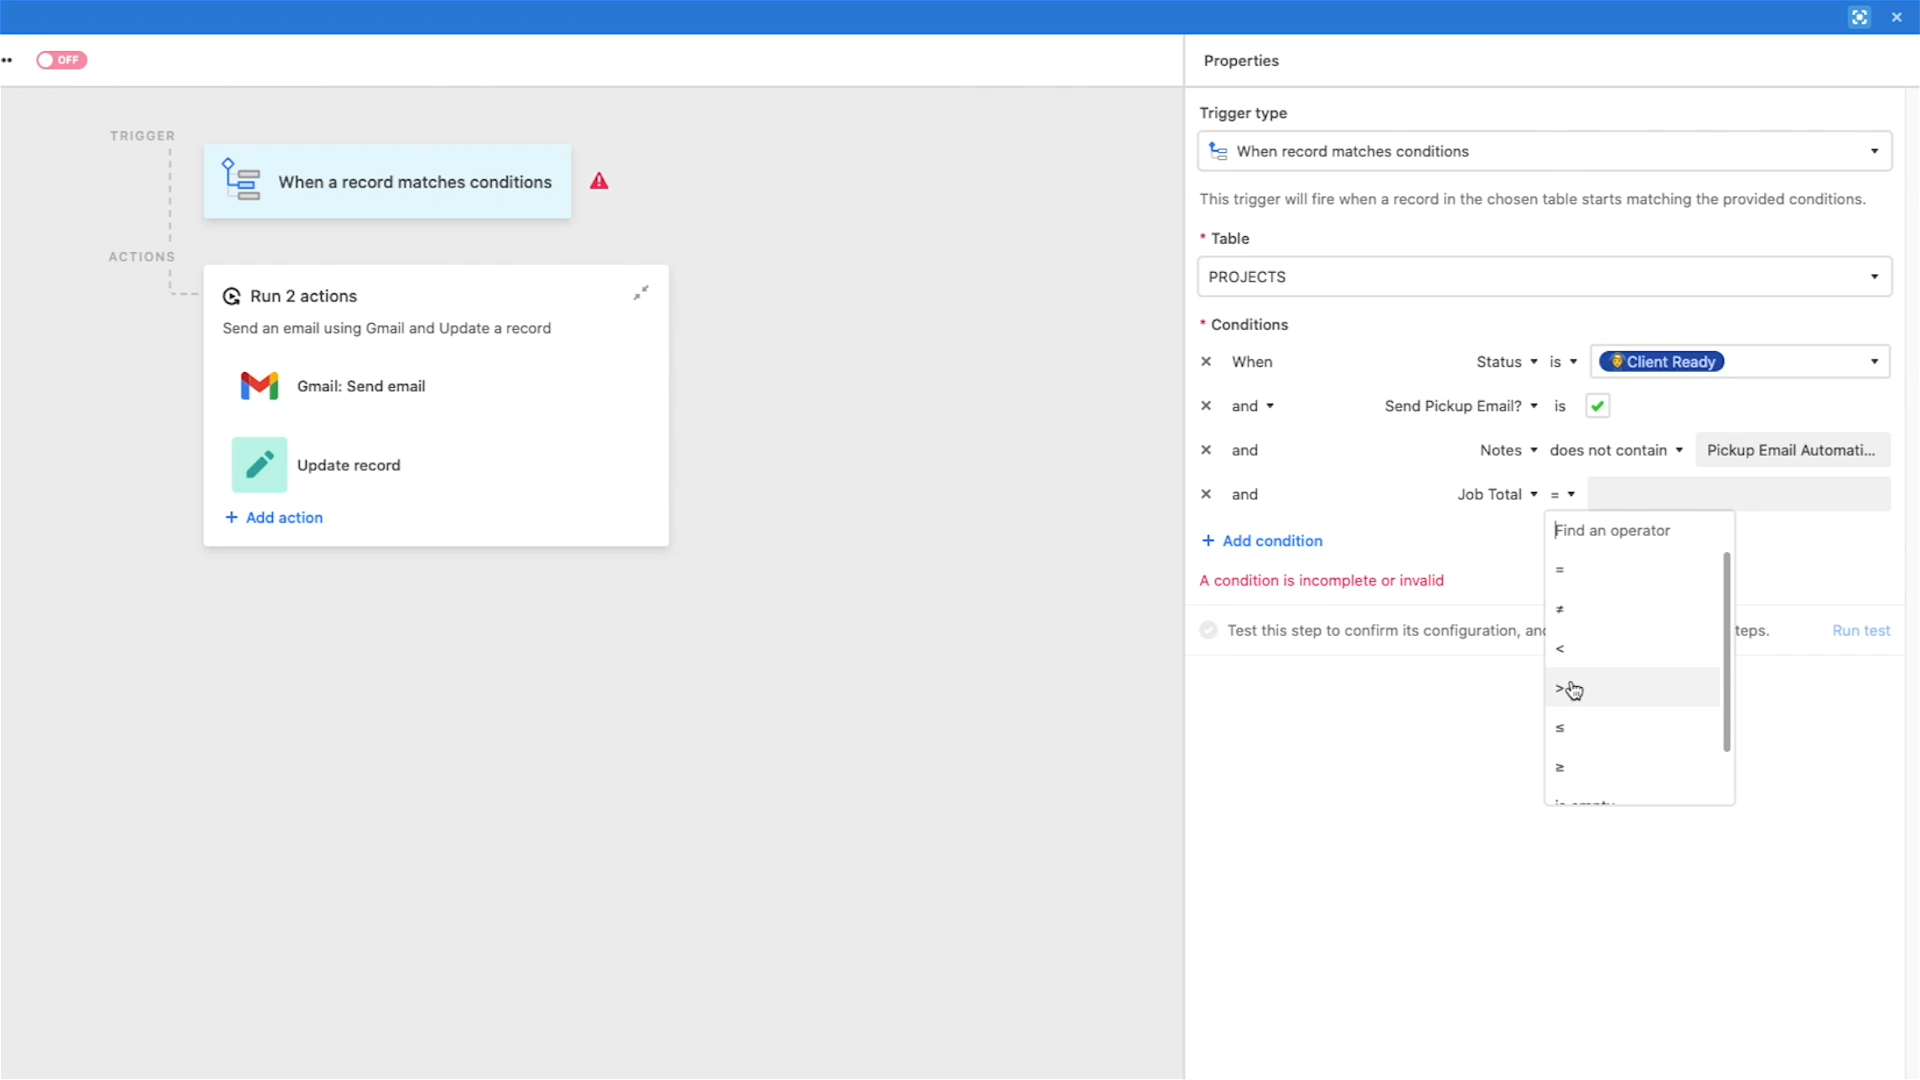 OFF
Properties
TRIGGER
When a record matches conditions
ACTIONS
Run 2 actions
Send an email using Gmail and Update a record
Gmail: Send email
Update record
+ Add action
Trigger type
When record matches conditions
This trigger will fire when a record in the chosen table starts matching the provided conditions.
* Table
PROJECTS
* Conditions
When Status is Client Ready
and Send Pickup Email? is
and Notes does not contain Pickup Email Automati...
and Job Total =
+ Add condition
A condition is incomplete or invalid
Test this step to confirm its configuration, and teps. Run test
Find an operator
=
≠
<
>
≤
≥
is empty